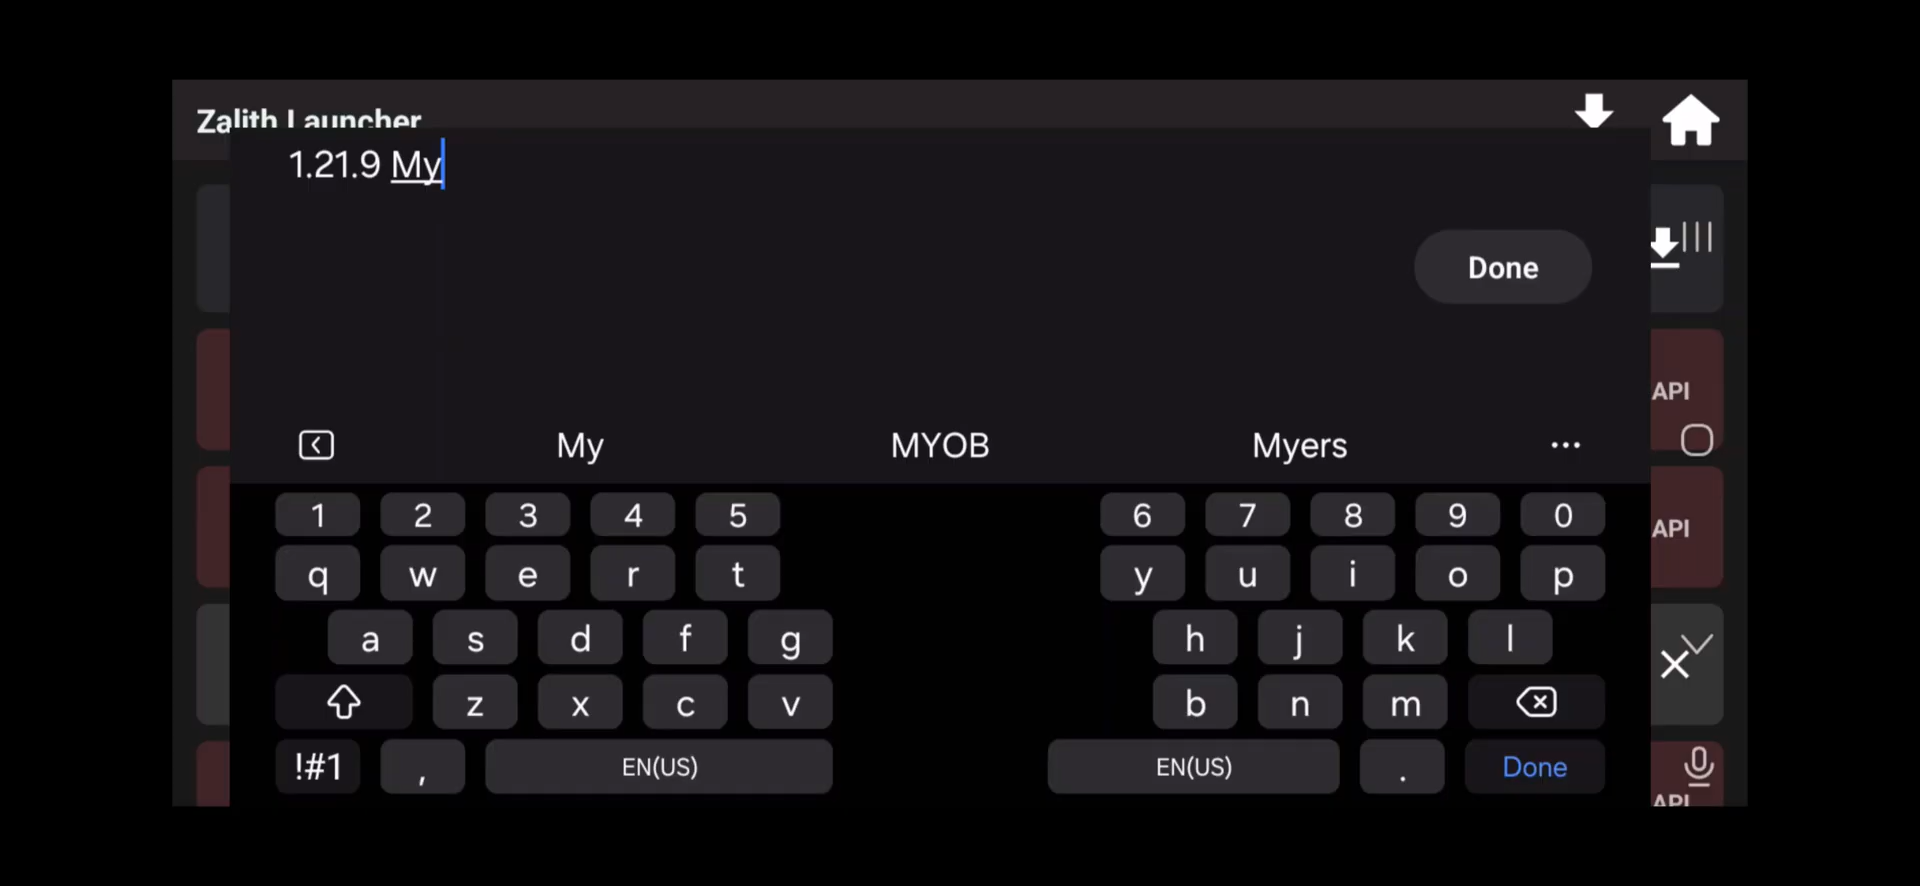 Zalith Launcher
1.21.9 My
Done
API
My MYOB Myers ...
API
1 2 3 4 5 6 7 8 9 0
q w e r t y u i o p
a s d f g h j k l
z x c v b n m
!#1 , EN(US) EN(US) . Done
API